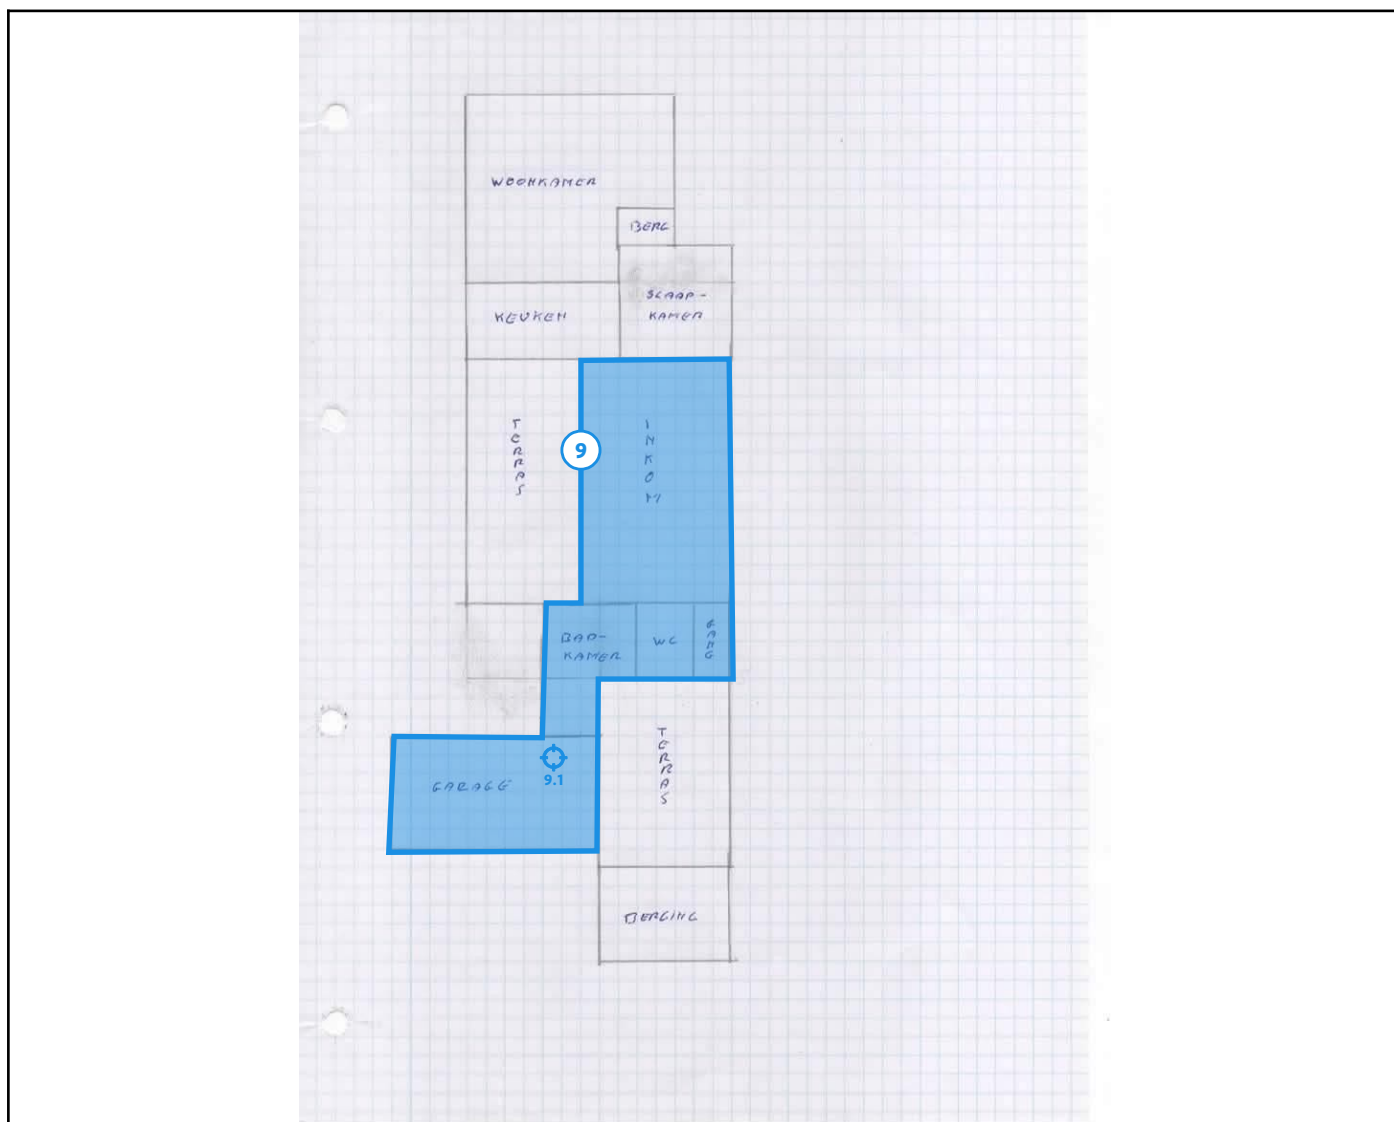 WOONKAMER
BERG
SLAAP-
KAMER
KEUKEN
TERRAS
INKOM
9
BAD-
KAMER
WC
GANG
TERRAS
GARAGE
9.1
BERGING